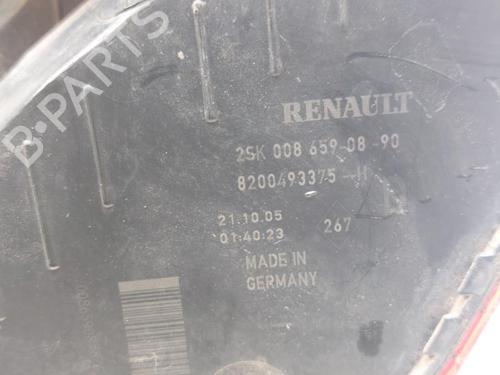 B-PARTS
RENAULT
2SK 008 659-08-90
8200493375-H
21.10.05
01:40:23 267
MADE IN
GERMANY